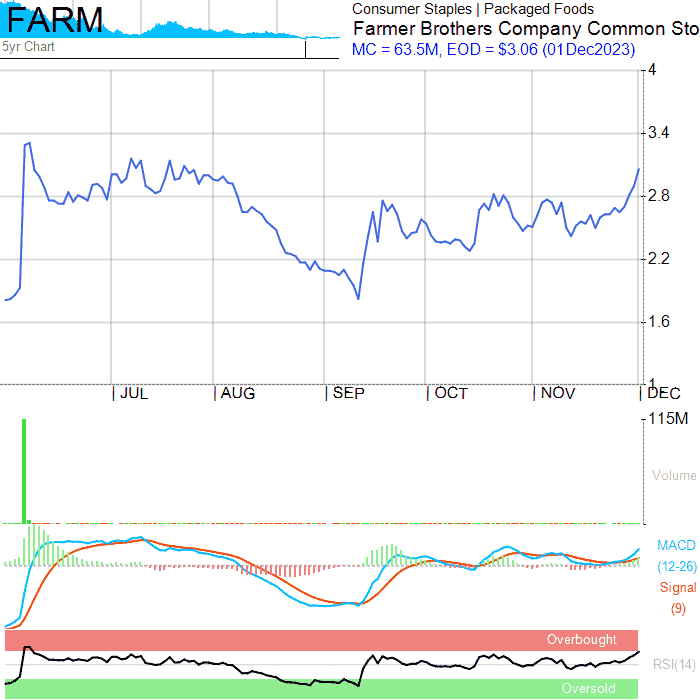 FARM
5yr Chart
Consumer Staples | Packaged Foods
Farmer Brothers Company Common Sto
MC = 63.5M, EOD = $3.06 (01Dec2023)
4
3.4
2.8
2.2
1.6
1
JUL AUG SEP OCT NOV DEC
115M
Volume
MACD
(12-26)
Signal
(9)
Overbought
RSI(14)
Oversold